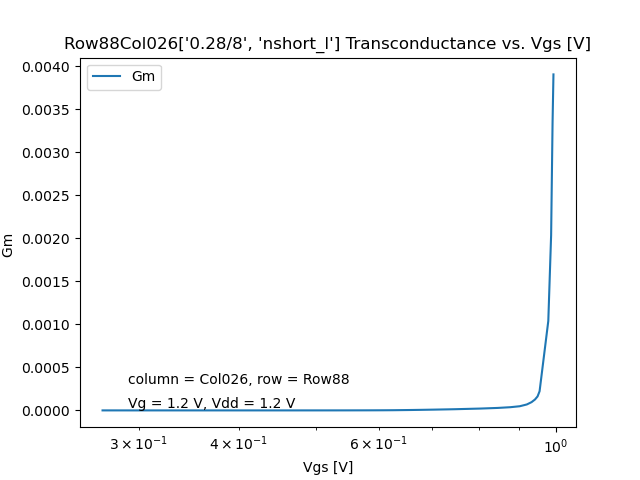 Row88Col026['0.28/8', 'nshort_l'] Transconductance vs. Vgs [V]
Gm
0.0040
0.0035
0.0030
0.0025
0.0020
0.0015
0.0010
0.0005
0.0000
Gm
column = Col026, row = Row88
Vg = 1.2 V, Vdd = 1.2 V
3 × 10⁻¹ 4 × 10⁻¹ 6 × 10⁻¹ 10⁰
Vgs [V]